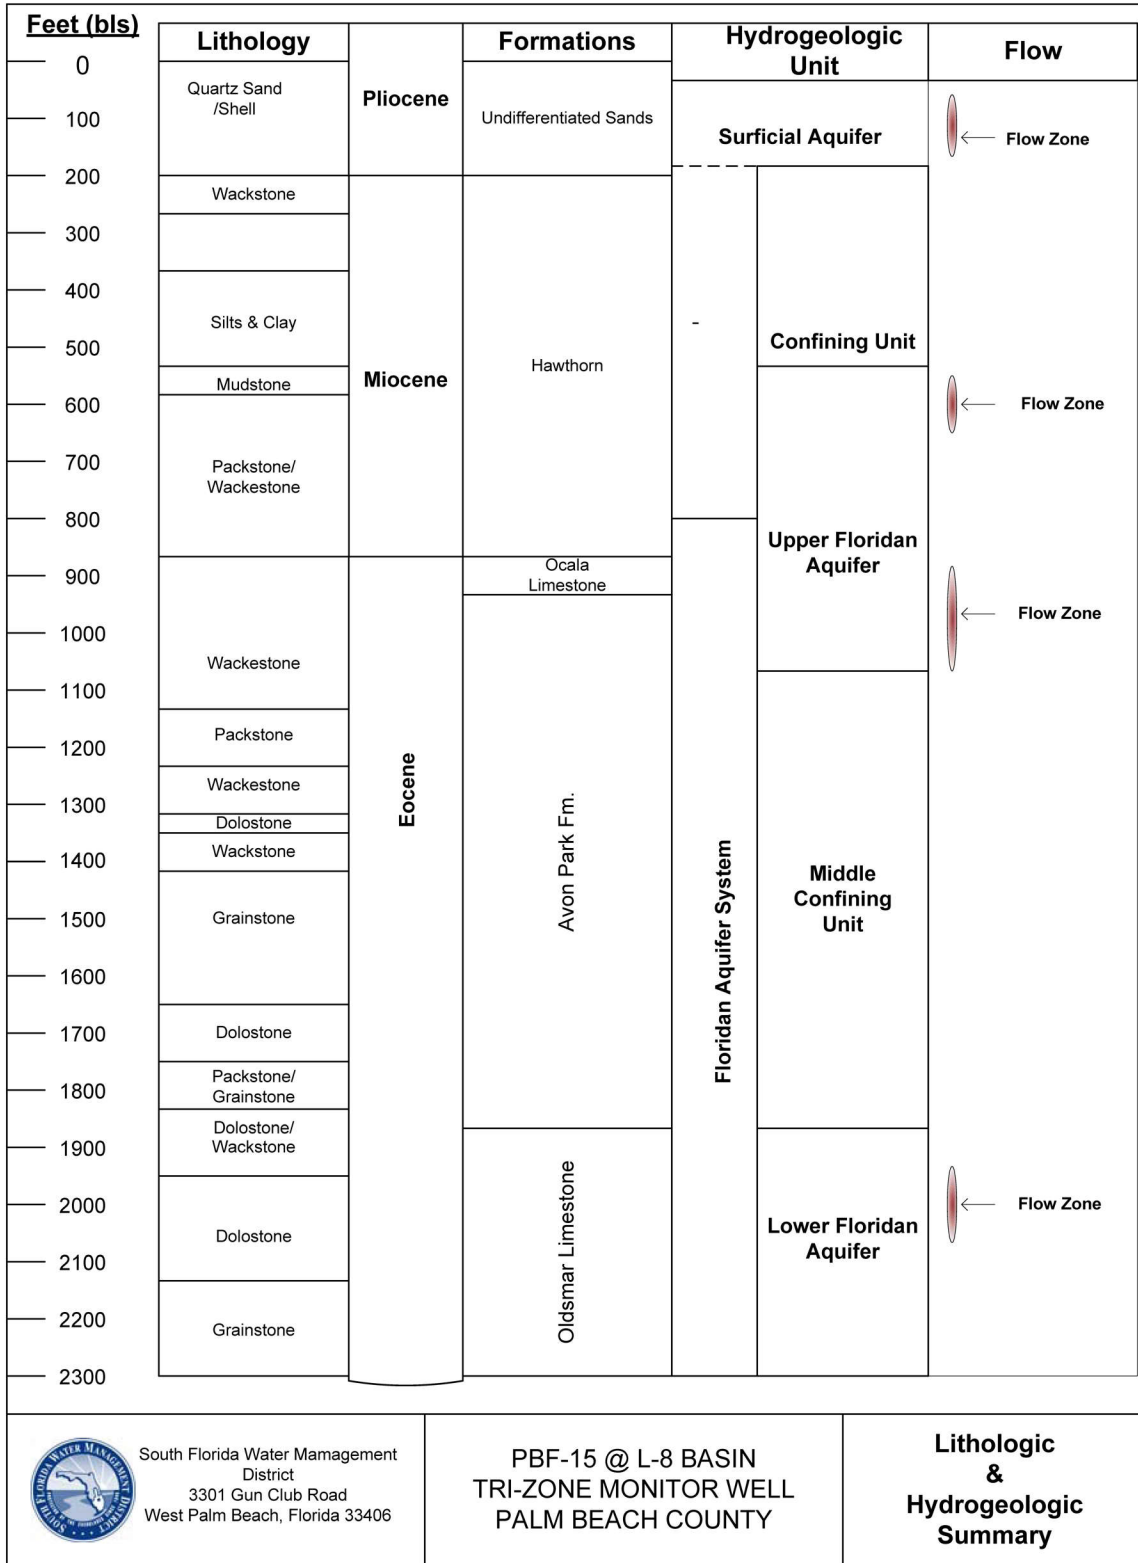 Feet (bls)
Lithology
Formations
Hydrogeologic
Unit
Flow
0
100
200
300
400
500
600
700
800
900
1000
1100
1200
1300
1400
1500
1600
1700
1800
1900
2000
2100
2200
2300
Quartz Sand
/Shell
Wackstone
Silts & Clay
Mudstone
Packstone/
Wackestone
Wackestone
Packstone
Wackestone
Dolostone
Wackstone
Grainstone
Dolostone
Packstone/
Grainstone
Dolostone/
Wackstone
Dolostone
Grainstone
Pliocene
Miocene
Eocene
Undifferentiated Sands
Hawthorn
Ocala
Limestone
Avon Park Fm.
Oldsmar Limestone
Surficial Aquifer
-
Floridan Aquifer System
Confining Unit
Upper Floridan
Aquifer
Middle
Confining
Unit
Lower Floridan
Aquifer
Flow Zone
Flow Zone
Flow Zone
Flow Zone
SOUTH FLORIDA WATER MANAGEMENT DISTRICT
South Florida Water Mamagement
District
3301 Gun Club Road
West Palm Beach, Florida 33406
PBF-15 @ L-8 BASIN
TRI-ZONE MONITOR WELL
PALM BEACH COUNTY
Lithologic
&
Hydrogeologic
Summary